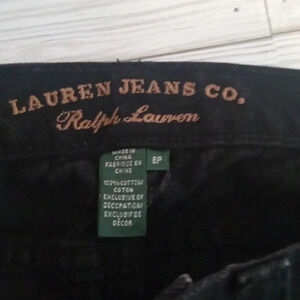 LAUREN JEANS CO.
Ralph Lauren
MADE IN
CHINA
FABRIQUE EN
CHINE
8P
100% COTTON/
COTON
EXCLUSIVE OF
DECORATION/
EXCLUSIF DE
DÉCOR